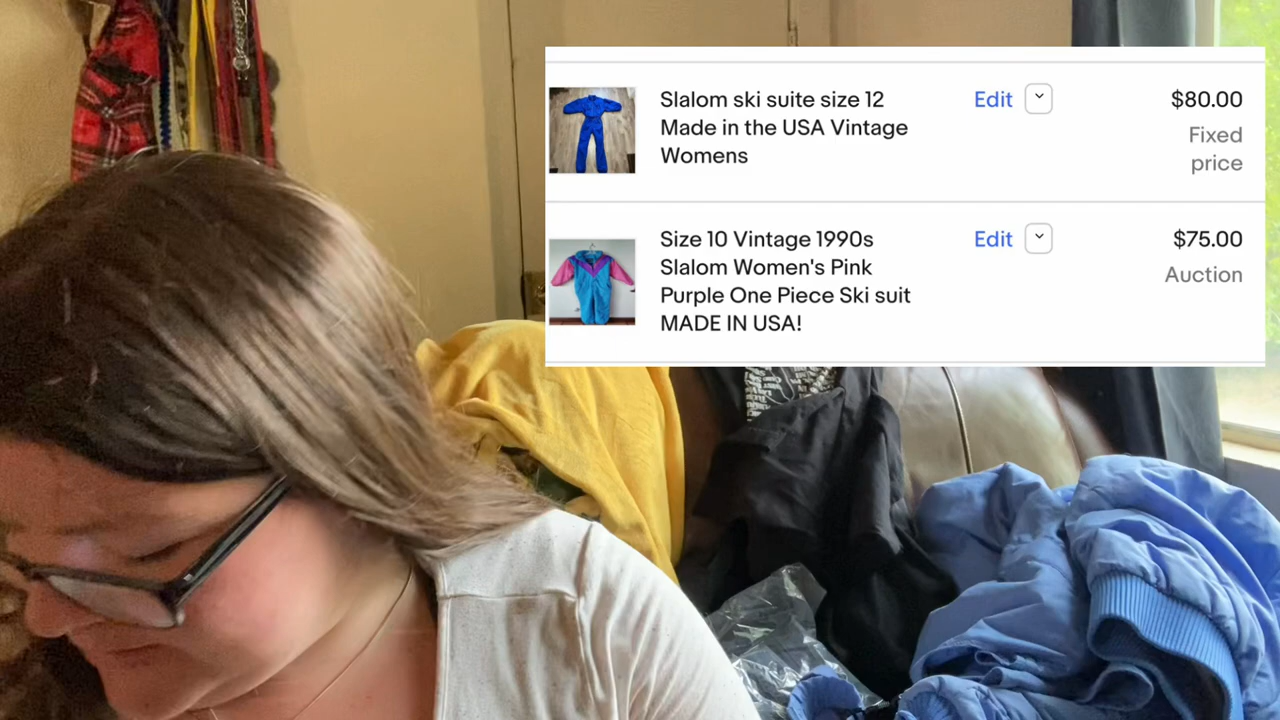 Slalom ski suite size 12
Made in the USA Vintage
Womens
Edit
$80.00
Fixed
price
Size 10 Vintage 1990s
Slalom Women's Pink
Purple One Piece Ski suit
MADE IN USA!
Edit
$75.00
Auction